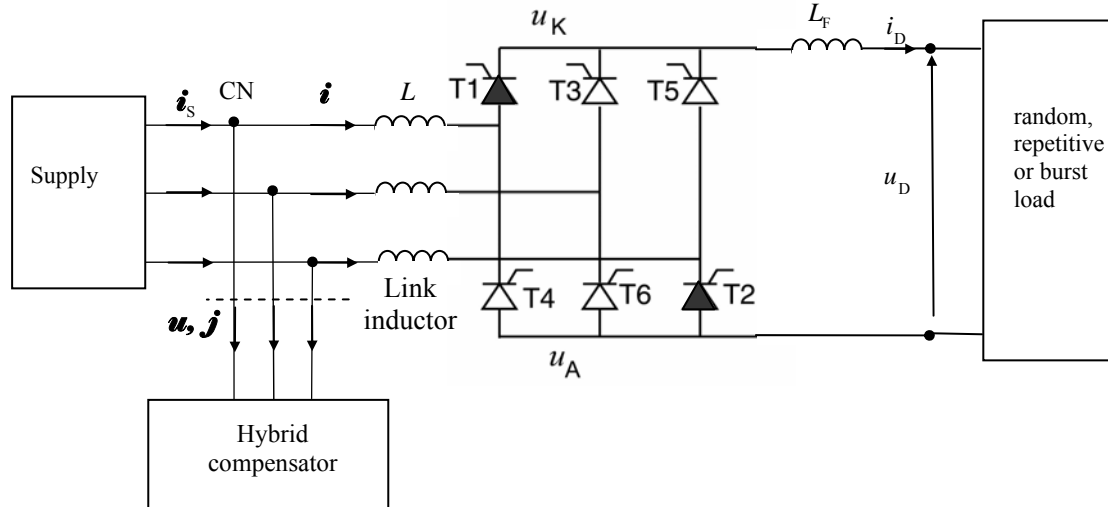 u_K
L_F
i_D
i_S
CN
i
L
T1
T3
T5
Supply
random,
repetitive
or burst
load
u_D
Link
inductor
T4
T6
T2
u, j
u_A
Hybrid
compensator